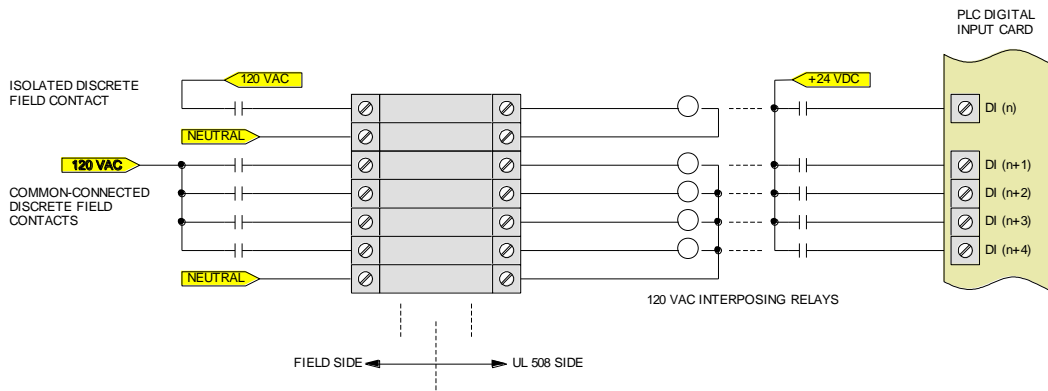 PLC DIGITAL
INPUT CARD
ISOLATED DISCRETE
FIELD CONTACT
120 VAC
+24 VDC
DI (n)
NEUTRAL
120 VAC
DI (n+1)
COMMON-CONNECTED
DISCRETE FIELD
CONTACTS
DI (n+2)
DI (n+3)
DI (n+4)
NEUTRAL
120 VAC INTERPOSING RELAYS
FIELD SIDE
UL 508 SIDE